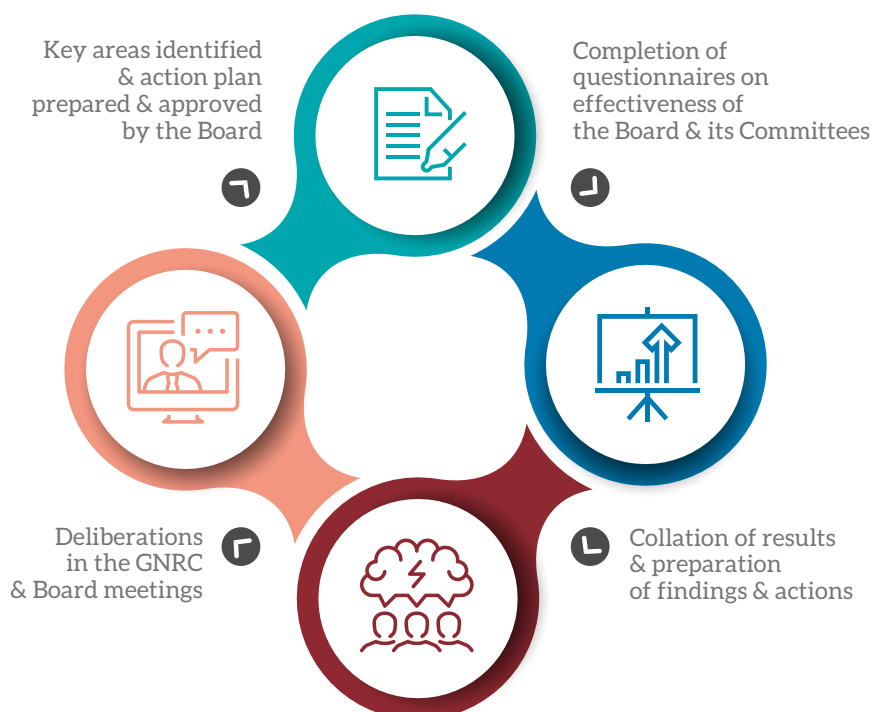 Key areas identified
& action plan
prepared & approved
by the Board
Completion of
questionnaires on
effectiveness of
the Board & its Committees
Deliberations
in the GNRC
& Board meetings
Collation of results
& preparation
of findings & actions